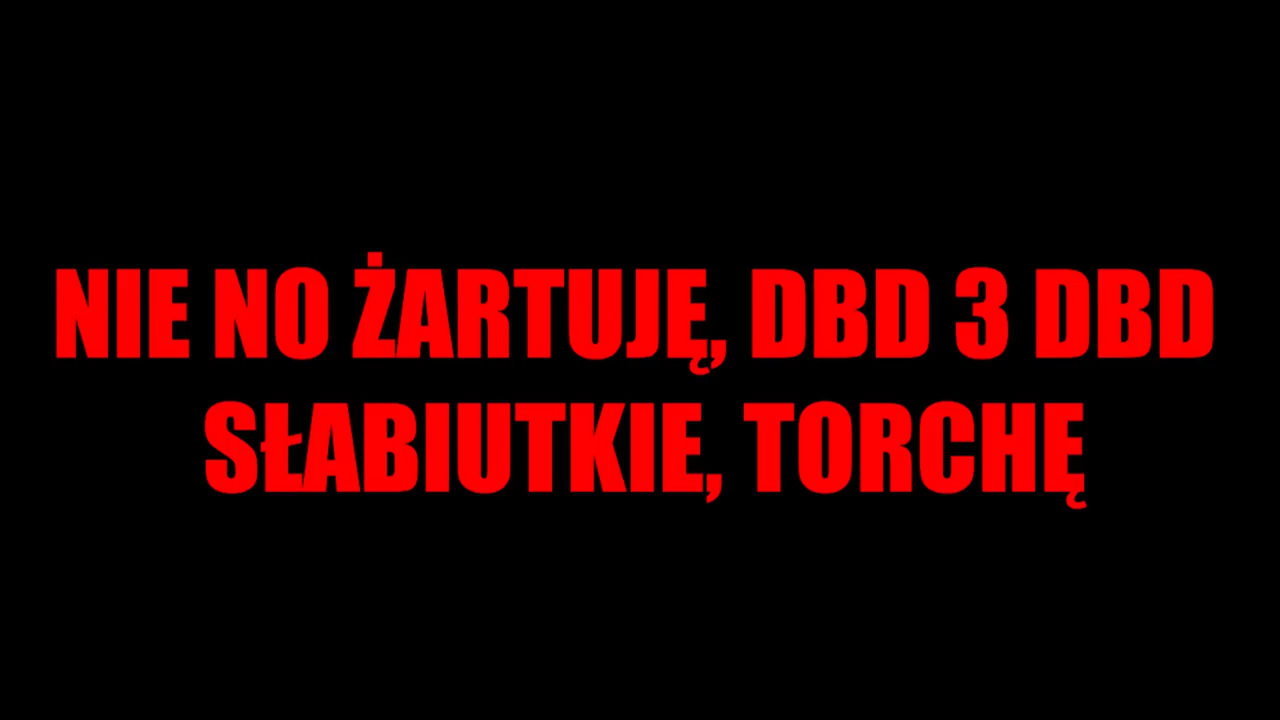 NIE NO ŻARTUJĘ, DBD 3 DBD
SŁABIUTKIE, TORCHĘ